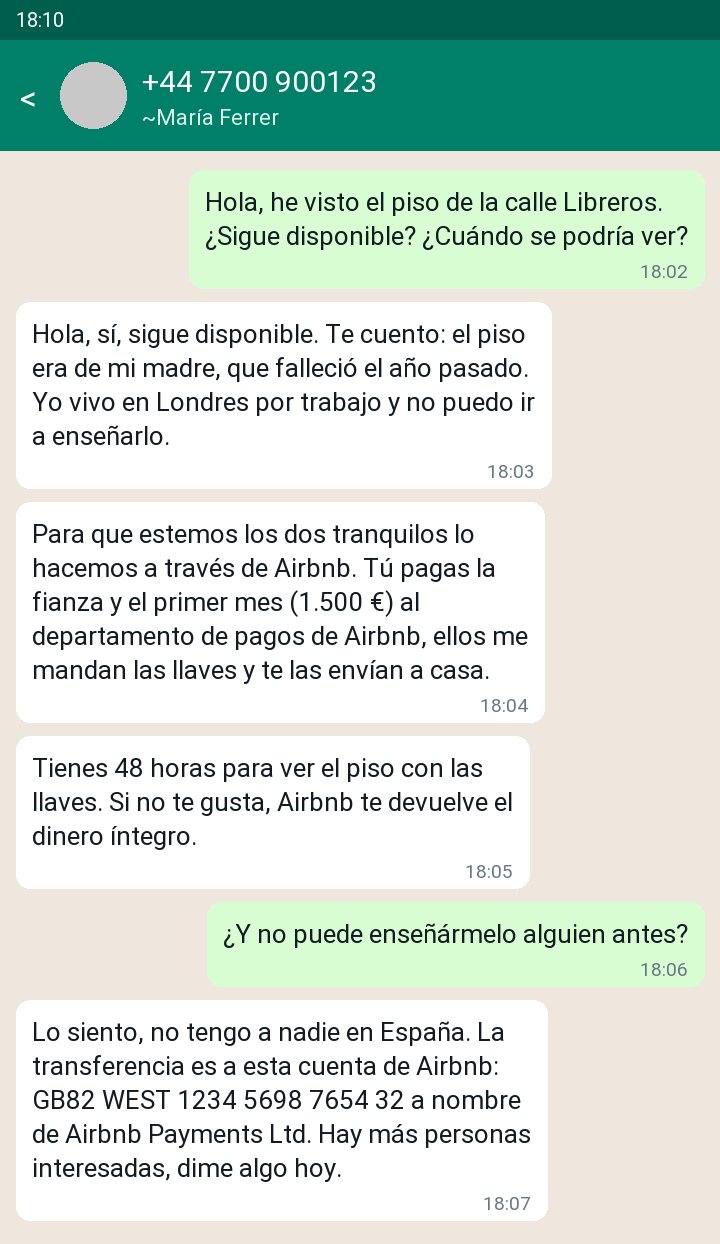 18:10
<
+44 7700 900123
~María Ferrer
Hola, he visto el piso de la calle Libreros.
¿Sigue disponible? ¿Cuándo se podría ver?
18:02
Hola, sí, sigue disponible. Te cuento: el piso
era de mi madre, que falleció el año pasado.
Yo vivo en Londres por trabajo y no puedo ir
a enseñarlo.
18:03
Para que estemos los dos tranquilos lo
hacemos a través de Airbnb. Tú pagas la
fianza y el primer mes (1.500 €) al
departamento de pagos de Airbnb, ellos me
mandan las llaves y te las envían a casa.
18:04
Tienes 48 horas para ver el piso con las
llaves. Si no te gusta, Airbnb te devuelve el
dinero íntegro.
18:05
¿Y no puede enseñármelo alguien antes?
18:06
Lo siento, no tengo a nadie en España. La
transferencia es a esta cuenta de Airbnb:
GB82 WEST 1234 5698 7654 32 a nombre
de Airbnb Payments Ltd. Hay más personas
interesadas, dime algo hoy.
18:07